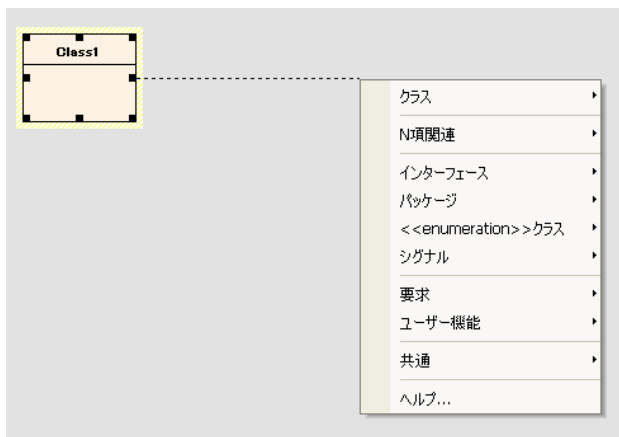 Class1
クラス
N項関連
インターフェース
パッケージ
<<enumeration>>クラス
シグナル
要求
ユーザー機能
共通
ヘルプ...